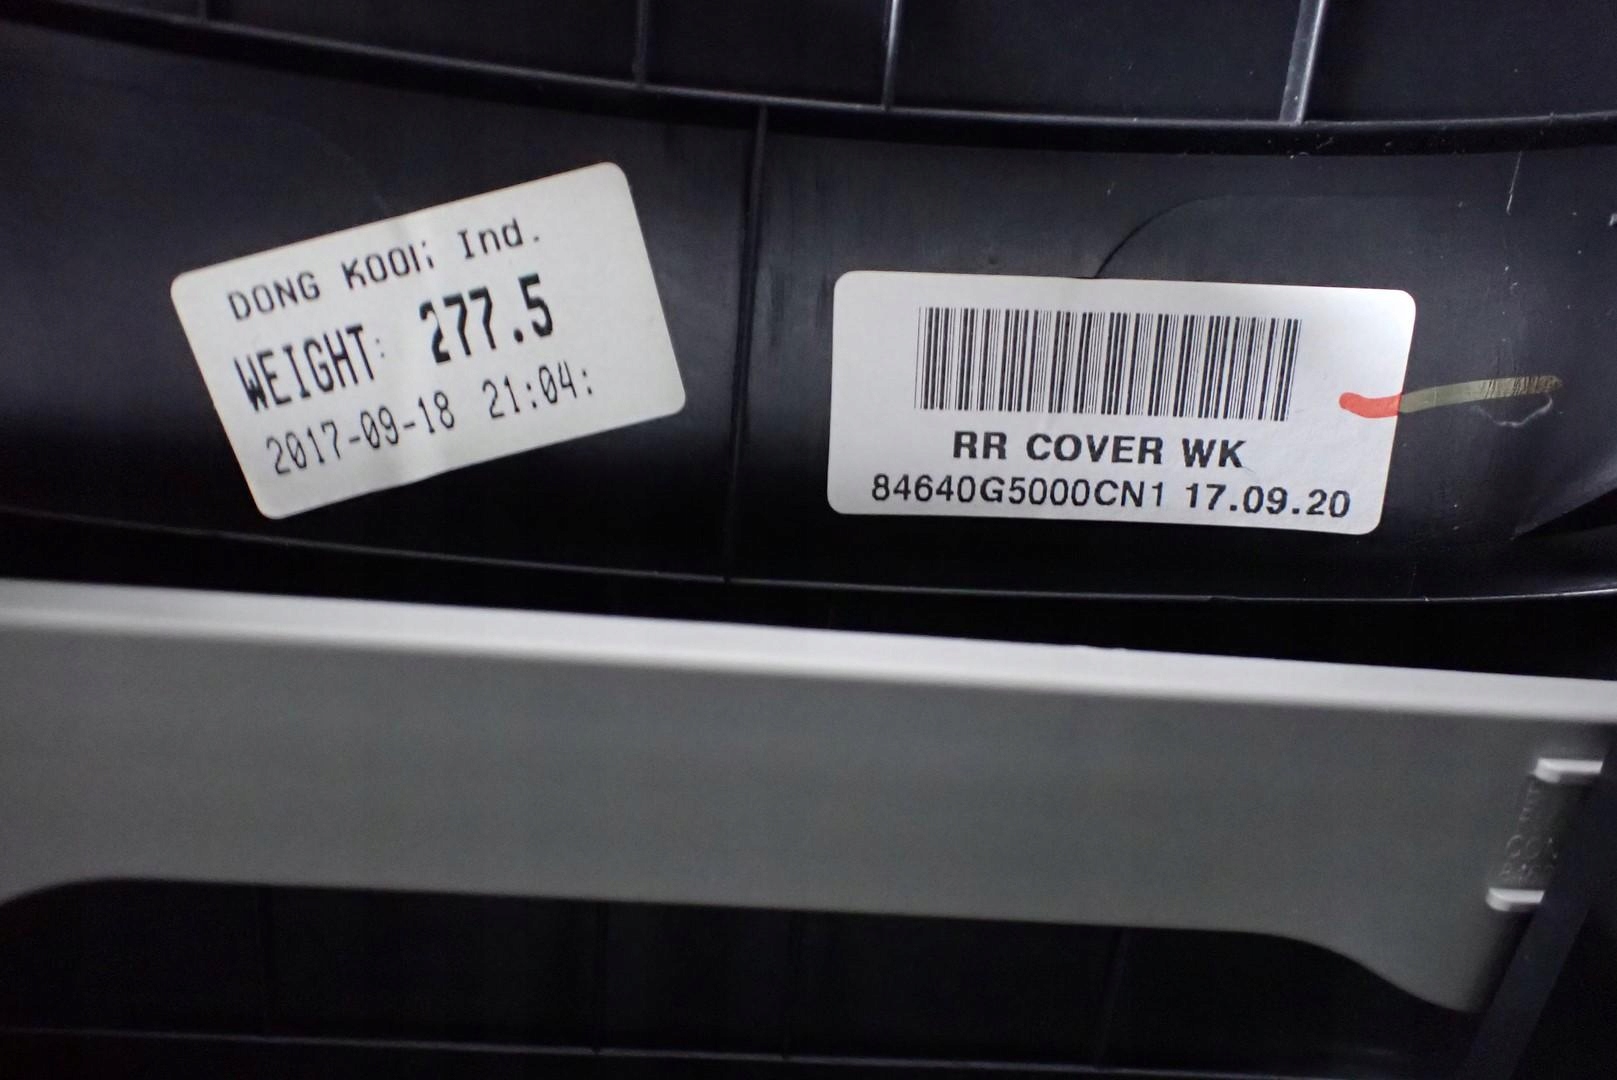 DONG KOOK Ind.
WEIGHT: 277.5
2017-09-18 21:04:
RR COVER WK
84640G5000CN1 17.09.20